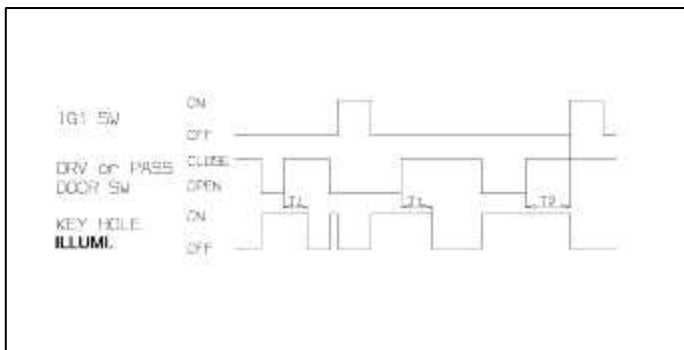 ON
IG1 SW
OFF
CLOSE
DRV or PASS
DOOR SW
OPEN
T1
T1
T2
KEY HOLE
ON
ILLUMI.
OFF